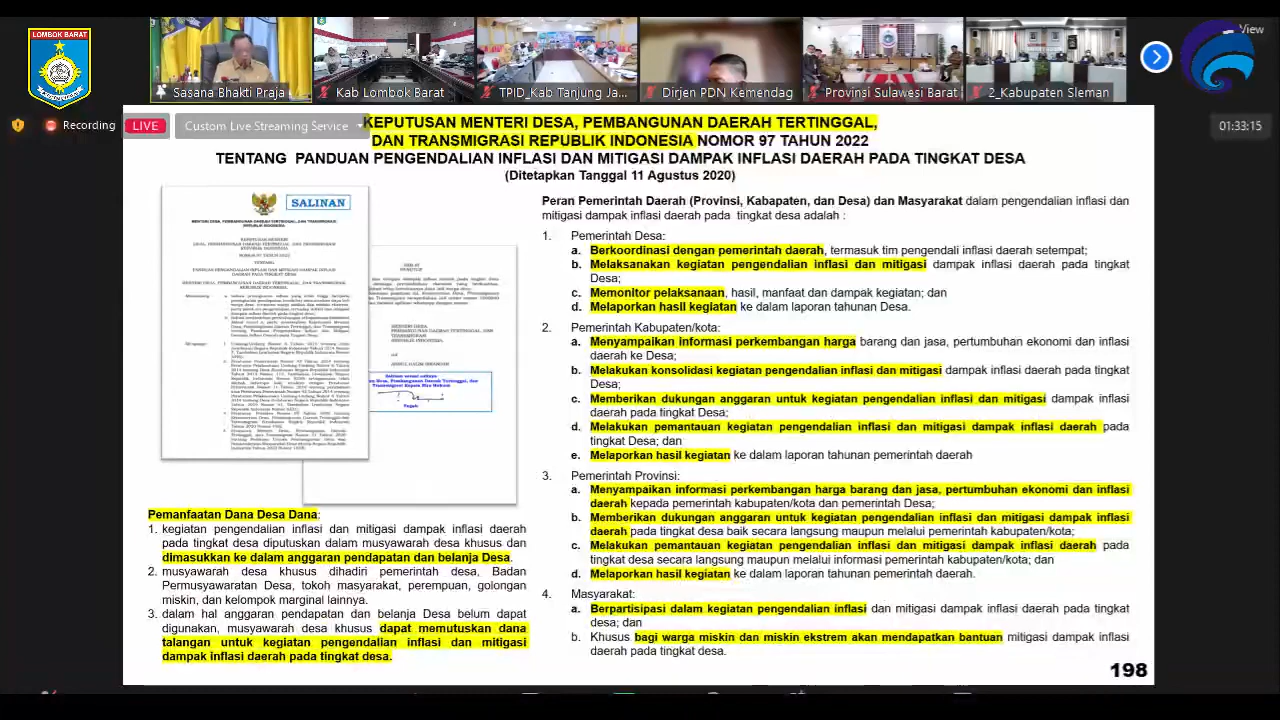 LOMBOK BARAT
Sasana Bhakti Praja
Kab Lombok Barat
TPID_Kab Tanjung Ja...
Dirjen PDN Kemendag
Provinsi Sulawesi Barat
2_Kabupaten Sleman
View
Recording
LIVE
Custom Live Streaming Service
01:33:15
KEPUTUSAN MENTERI DESA, PEMBANGUNAN DAERAH TERTINGGAL,
DAN TRANSMIGRASI REPUBLIK INDONESIA NOMOR 97 TAHUN 2022
TENTANG PANDUAN PENGENDALIAN INFLASI DAN MITIGASI DAMPAK INFLASI DAERAH PADA TINGKAT DESA
(Ditetapkan Tanggal 11 Agustus 2020)
SALINAN
Pemanfaatan Dana Desa Dana:
1. kegiatan pengendalian inflasi dan mitigasi dampak inflasi daerah
pada tingkat desa diputuskan dalam musyawarah desa khusus dan
dimasukkan ke dalam anggaran pendapatan dan belanja Desa.
2. musyawarah desa khusus dihadiri pemerintah desa, Badan
Permusyawaratan Desa, tokoh masyarakat, perempuan, golongan
miskin, dan kelompok marginal lainnya.
3. dalam hal anggaran pendapatan dan belanja Desa belum dapat
digunakan, musyawarah desa khusus dapat memutuskan dana
talangan untuk kegiatan pengendalian inflasi dan mitigasi
dampak inflasi daerah pada tingkat desa.
Peran Pemerintah Daerah (Provinsi, Kabupaten, dan Desa) dan Masyarakat dalam pengendalian inflasi dan
mitigasi dampak inflasi daerah pada tingkat desa adalah :
1. Pemerintah Desa:
a. Berkoordinasi dengan pemerintah daerah, termasuk tim pengendali inflasi daerah setempat;
b. Melaksanakan kegiatan pengendalian inflasi dan mitigasi dampak inflasi daerah pada tingkat
Desa;
c. Memonitor pelaksanaan, hasil, manfaat dan dampak kegiatan; dan
d. Melaporkan hasil kegiatan ke dalam laporan tahunan Desa.
2. Pemerintah Kabupaten/kota:
a. Menyampaikan informasi perkembangan harga barang dan jasa, pertumbuhan ekonomi dan inflasi
daerah ke Desa;
b. Melakukan konsolidasi kegiatan pengendalian inflasi dan mitigasi dampak inflasi daerah pada tingkat
Desa;
c. Memberikan dukungan anggaran untuk kegiatan pengendalian inflasi dan mitigasi dampak inflasi
daerah pada tingkat Desa;
d. Melakukan pemantauan kegiatan pengendalian inflasi dan mitigasi dampak inflasi daerah pada
tingkat Desa; dan
e. Melaporkan hasil kegiatan ke dalam laporan tahunan pemerintah daerah
3. Pemerintah Provinsi:
a. Menyampaikan informasi perkembangan harga barang dan jasa, pertumbuhan ekonomi dan inflasi
daerah kepada pemerintah kabupaten/kota dan pemerintah Desa;
b. Memberikan dukungan anggaran untuk kegiatan pengendalian inflasi dan mitigasi dampak inflasi
daerah pada tingkat desa baik secara langsung maupun melalui pemerintah kabupaten/kota;
c. Melakukan pemantauan kegiatan pengendalian inflasi dan mitigasi dampak inflasi daerah pada
tingkat desa secara langsung maupun melalui informasi pemerintah kabupaten/kota; dan
d. Melaporkan hasil kegiatan ke dalam laporan tahunan pemerintah daerah.
4. Masyarakat:
a. Berpartisipasi dalam kegiatan pengendalian inflasi dan mitigasi dampak inflasi daerah pada tingkat
desa; dan
b. Khusus bagi warga miskin dan miskin ekstrem akan mendapatkan bantuan mitigasi dampak inflasi
daerah pada tingkat desa.
198